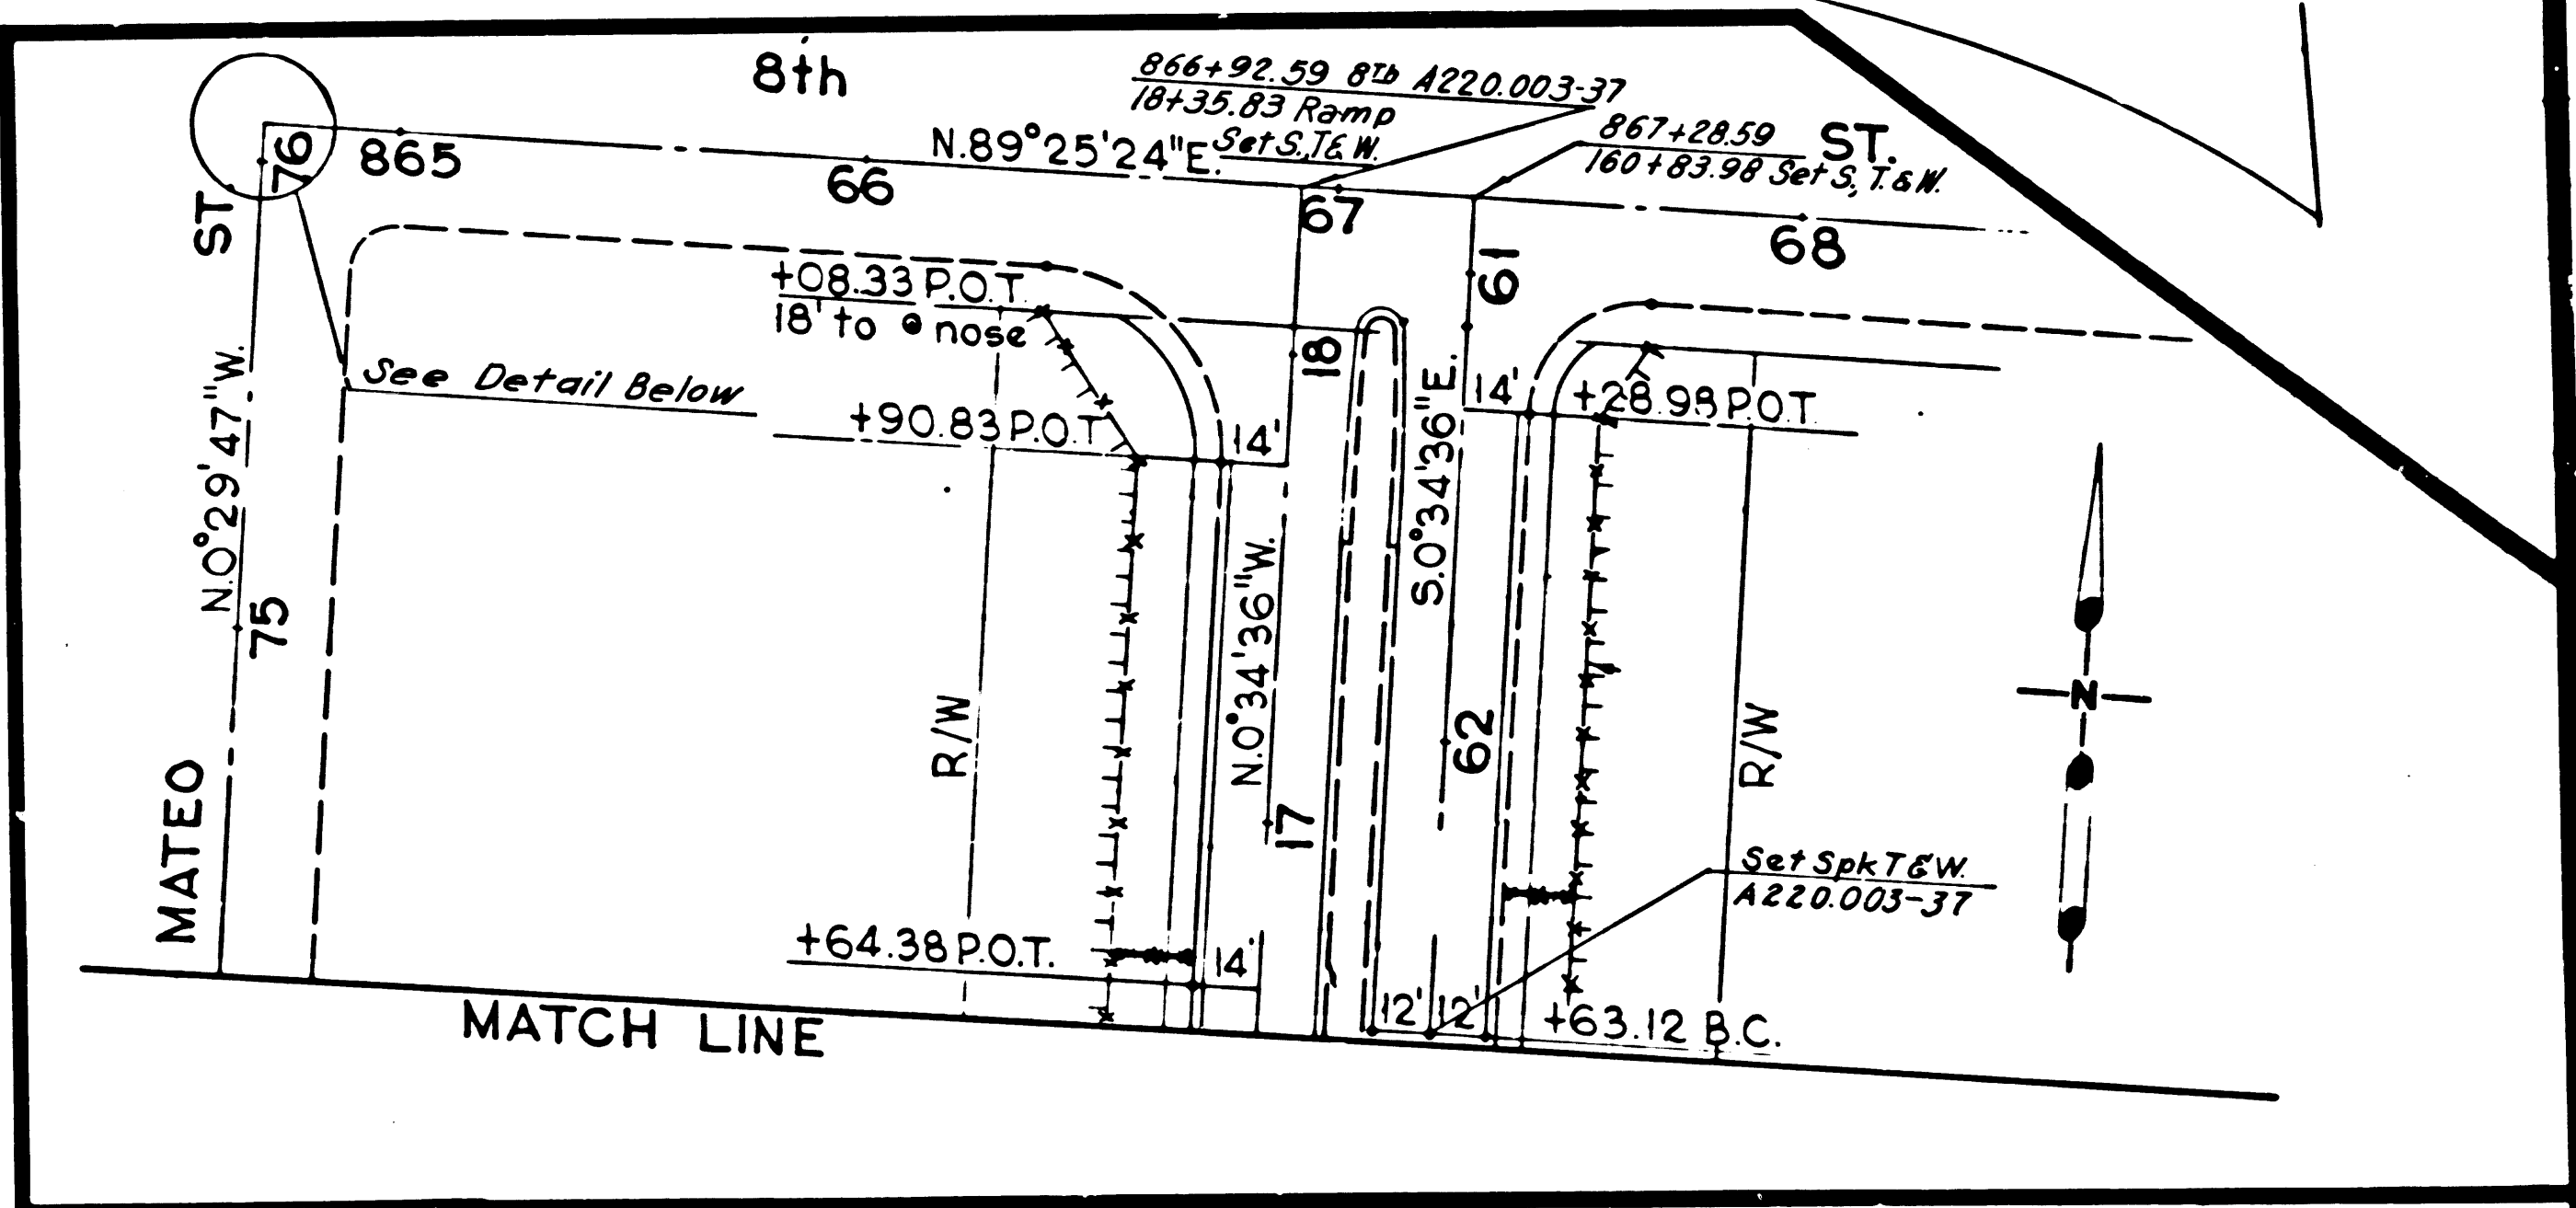 8th
866+92.59 8Th A220.003-37
18+35.83 Ramp
Set S.,T.& W.
867+28.59
160+83.98 Set S., T. & W.
ST.
N.89°25'24"E.
76
865
66
67
68
ST
61
+08.33 P.O.T.
18' to @ nose
18
See Detail Below
+90.83 P.O.T.
14'
14'
+28.98 P.O.T.
N.0°29'47"W.
S.0°34'36"E.
N.0°34'36"W.
75
62
R/W
R/W
N
17
MATEO
Set Spk T&W.
A220.003-37
+64.38 P.O.T.
14'
12'
12'
+63.12 B.C.
MATCH LINE